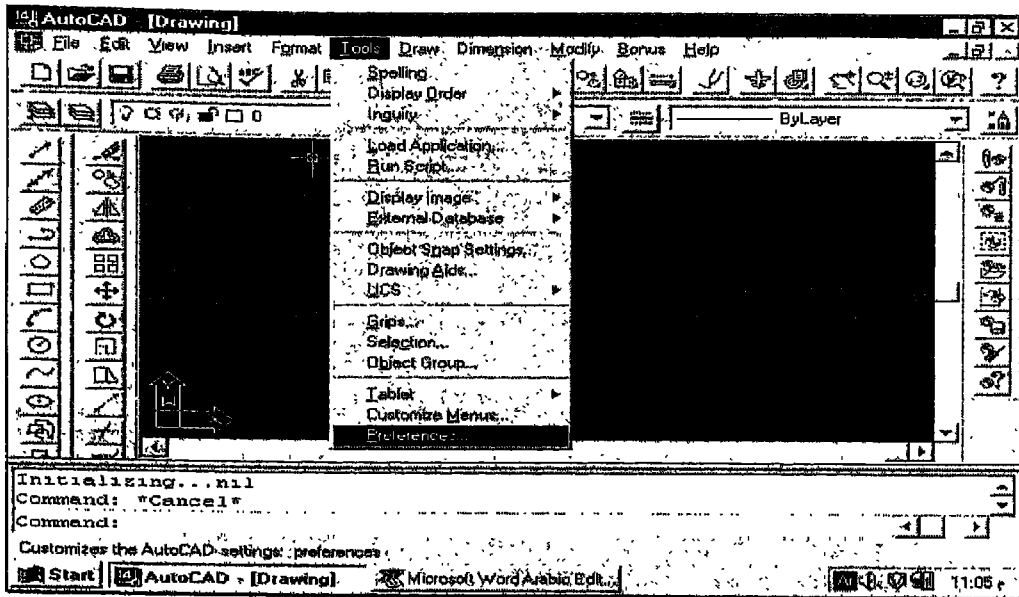 AutoCAD - [Drawing]
File Edit View Insert Format Tools Draw Dimension Modify Bonus Help
0
ByLayer
Spelling
Display Order
Inquiry
Load Application...
Run Script...
Display Image
External Database
Object Snap Settings...
Drawing Aids...
UCS
Grips...
Selection...
Object Group...
Tablet
Customize Menus...
Preferences...
W
Initializing...nil
Command: *Cancel*
Command:
Customizes the AutoCAD settings: preferences
Start AutoCAD - [Drawing] Microsoft Word Arabic Edit... 11:05 م